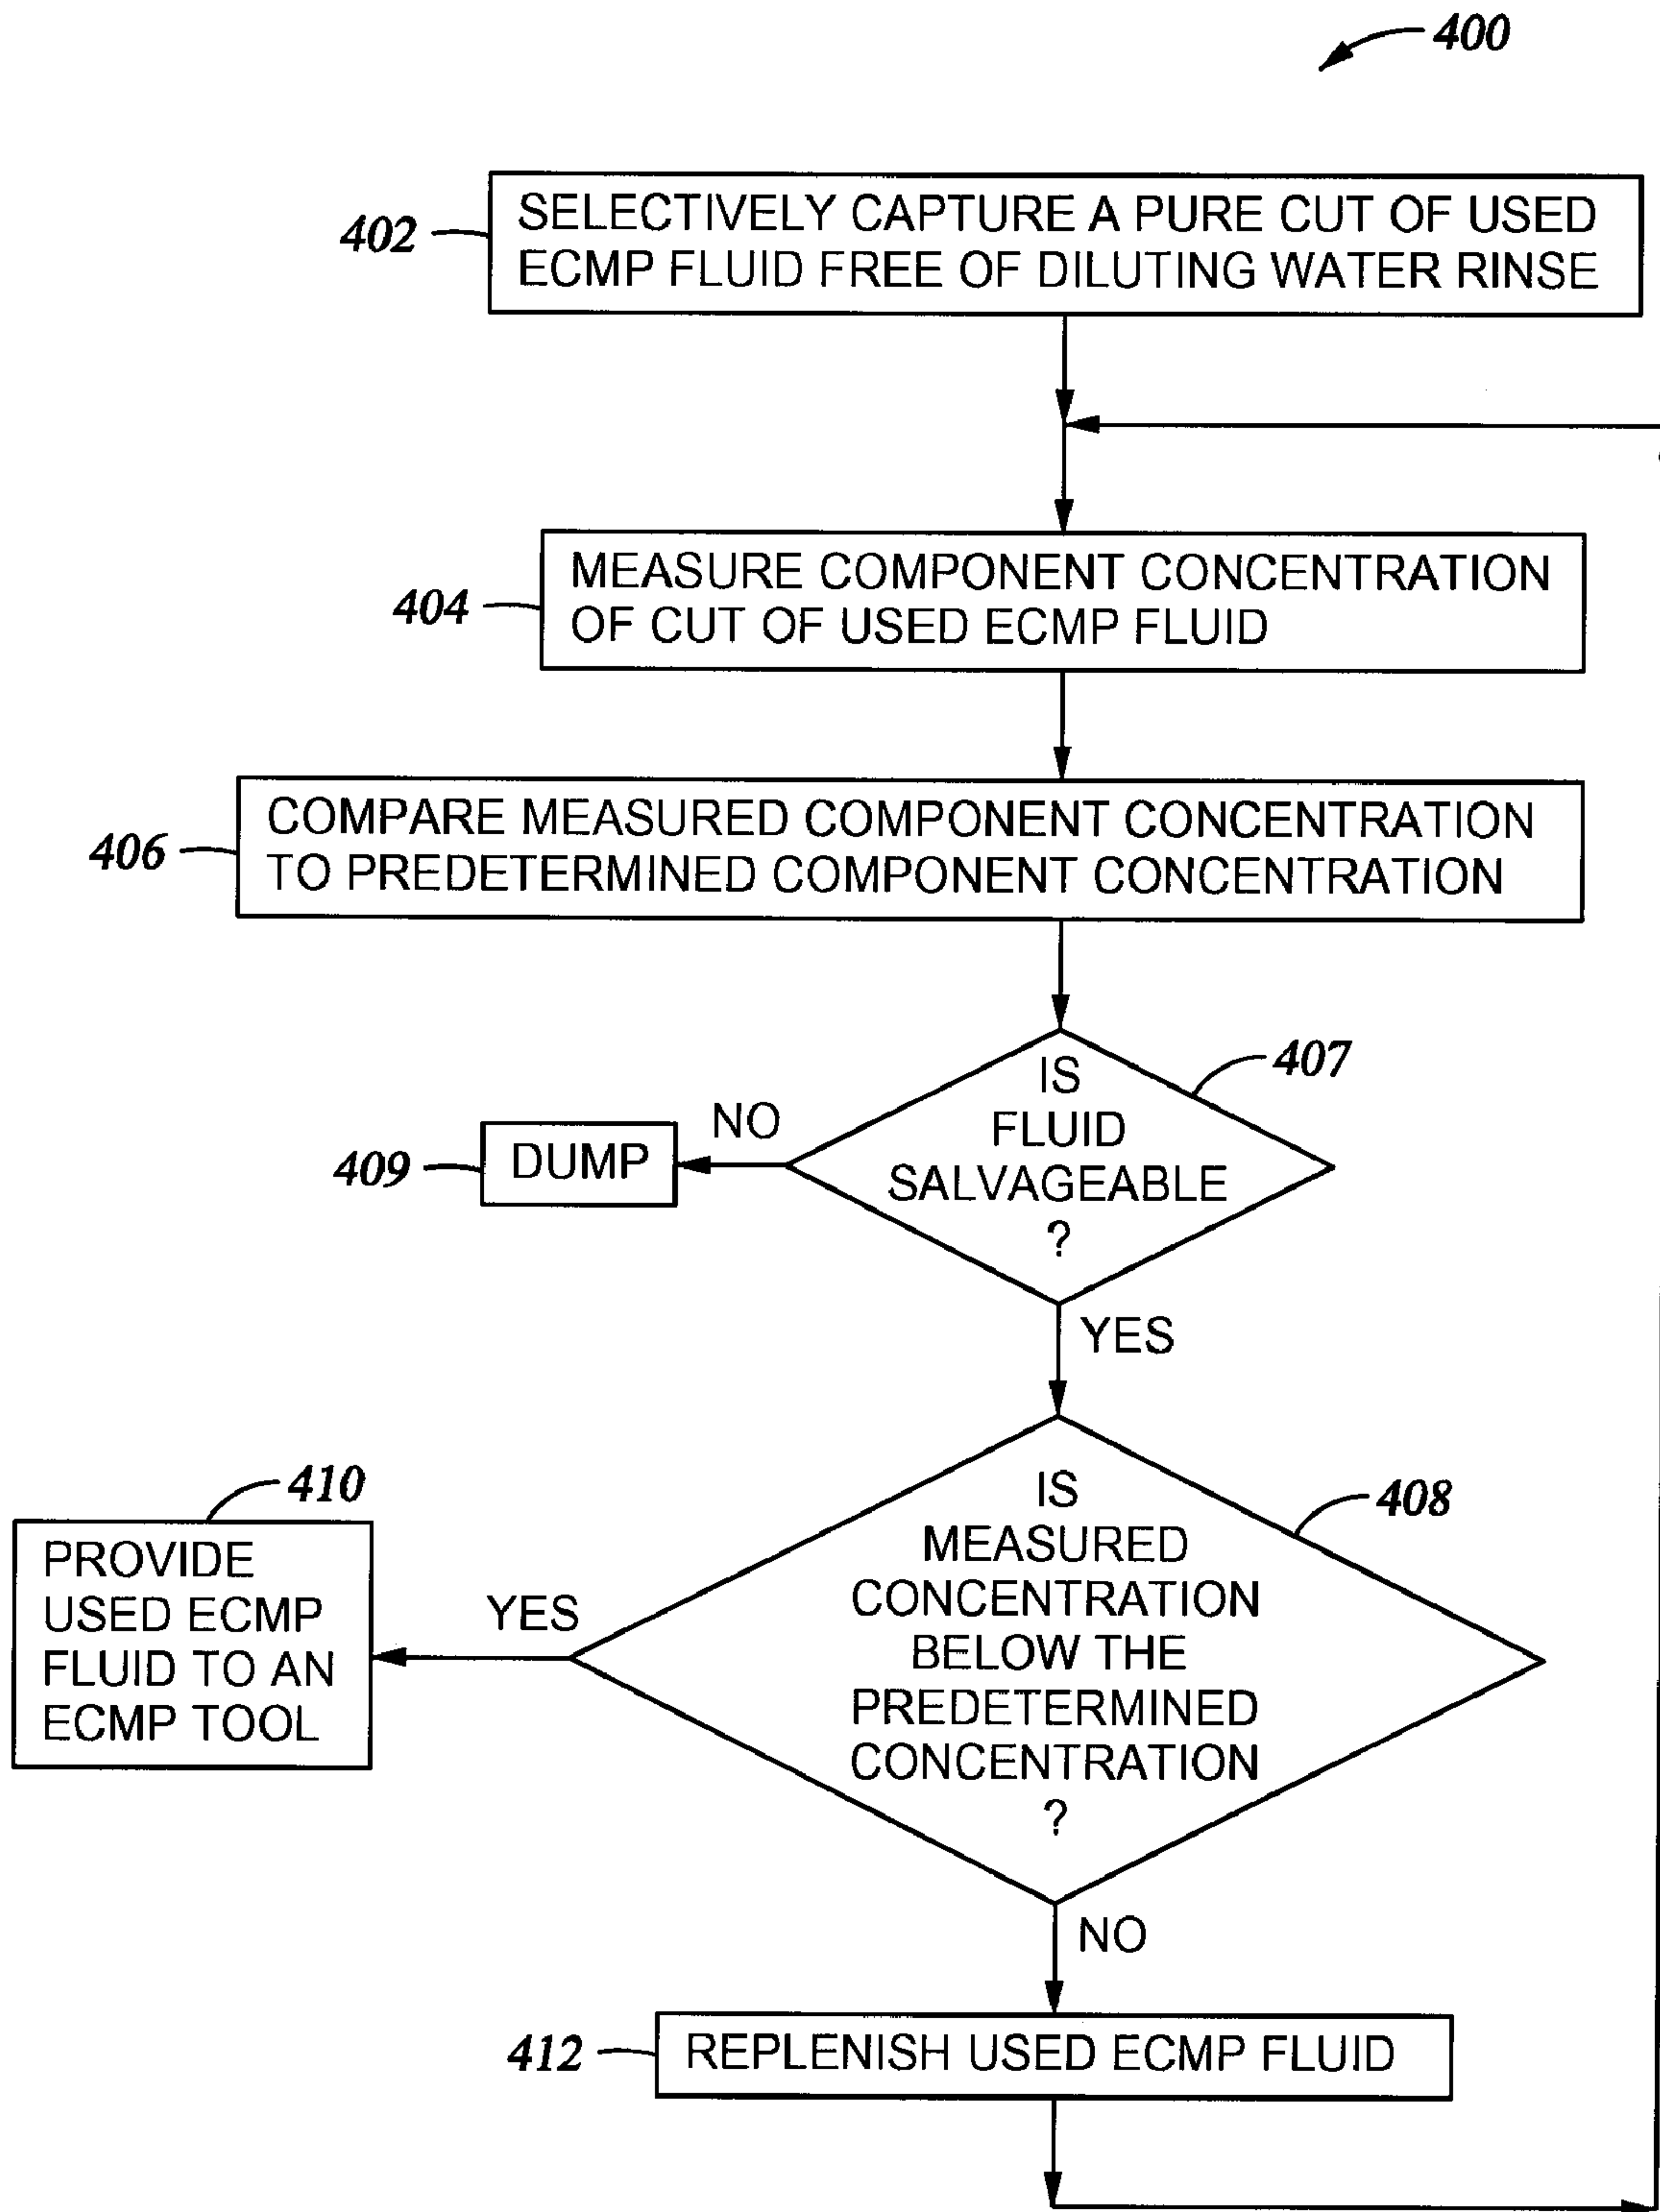 400
402
SELECTIVELY CAPTURE A PURE CUT OF USED
ECMP FLUID FREE OF DILUTING WATER RINSE
404
MEASURE COMPONENT CONCENTRATION
OF CUT OF USED ECMP FLUID
406
COMPARE MEASURED COMPONENT CONCENTRATION
TO PREDETERMINED COMPONENT CONCENTRATION
407
IS
FLUID
SALVAGEABLE
?
NO
409
DUMP
YES
408
IS
MEASURED
CONCENTRATION
BELOW THE
PREDETERMINED
CONCENTRATION
?
YES
410
PROVIDE
USED ECMP
FLUID TO AN
ECMP TOOL
NO
412
REPLENISH USED ECMP FLUID